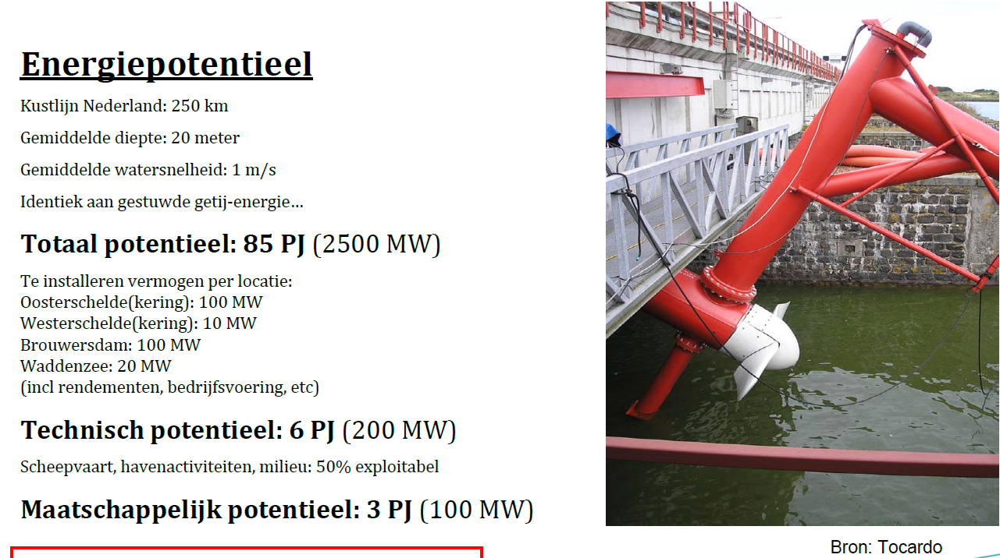 Energiepotentieel
Kustlijn Nederland: 250 km
Gemiddelde diepte: 20 meter
Gemiddelde watersnelheid: 1 m/s
Identiek aan gestuwde getij-energie…
Totaal potentieel: 85 PJ (2500 MW)
Te installeren vermogen per locatie:
Oosterschelde(kering): 100 MW
Westerschelde(kering): 10 MW
Brouwersdam: 100 MW
Waddenzee: 20 MW
(incl rendementen, bedrijfsvoering, etc)
Technisch potentieel: 6 PJ (200 MW)
Scheepvaart, havenactiviteiten, milieu: 50% exploitabel
Maatschappelijk potentieel: 3 PJ (100 MW)
Bron: Tocardo